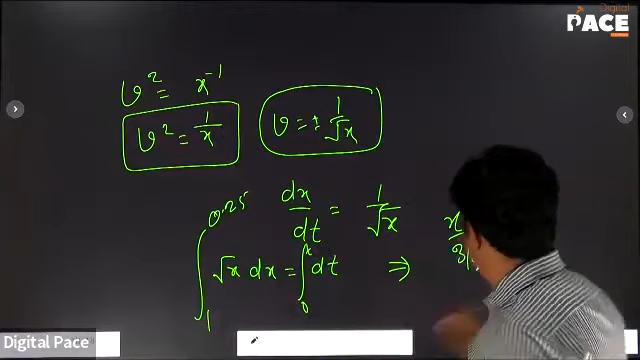 Digital
PACE
v² = x⁻¹
v² = 1/x
v = ± 1/√x
dx/dt = 1/√x
∫₁^0.25 √x dx = ∫₀^t dt ⇒
Digital Pace